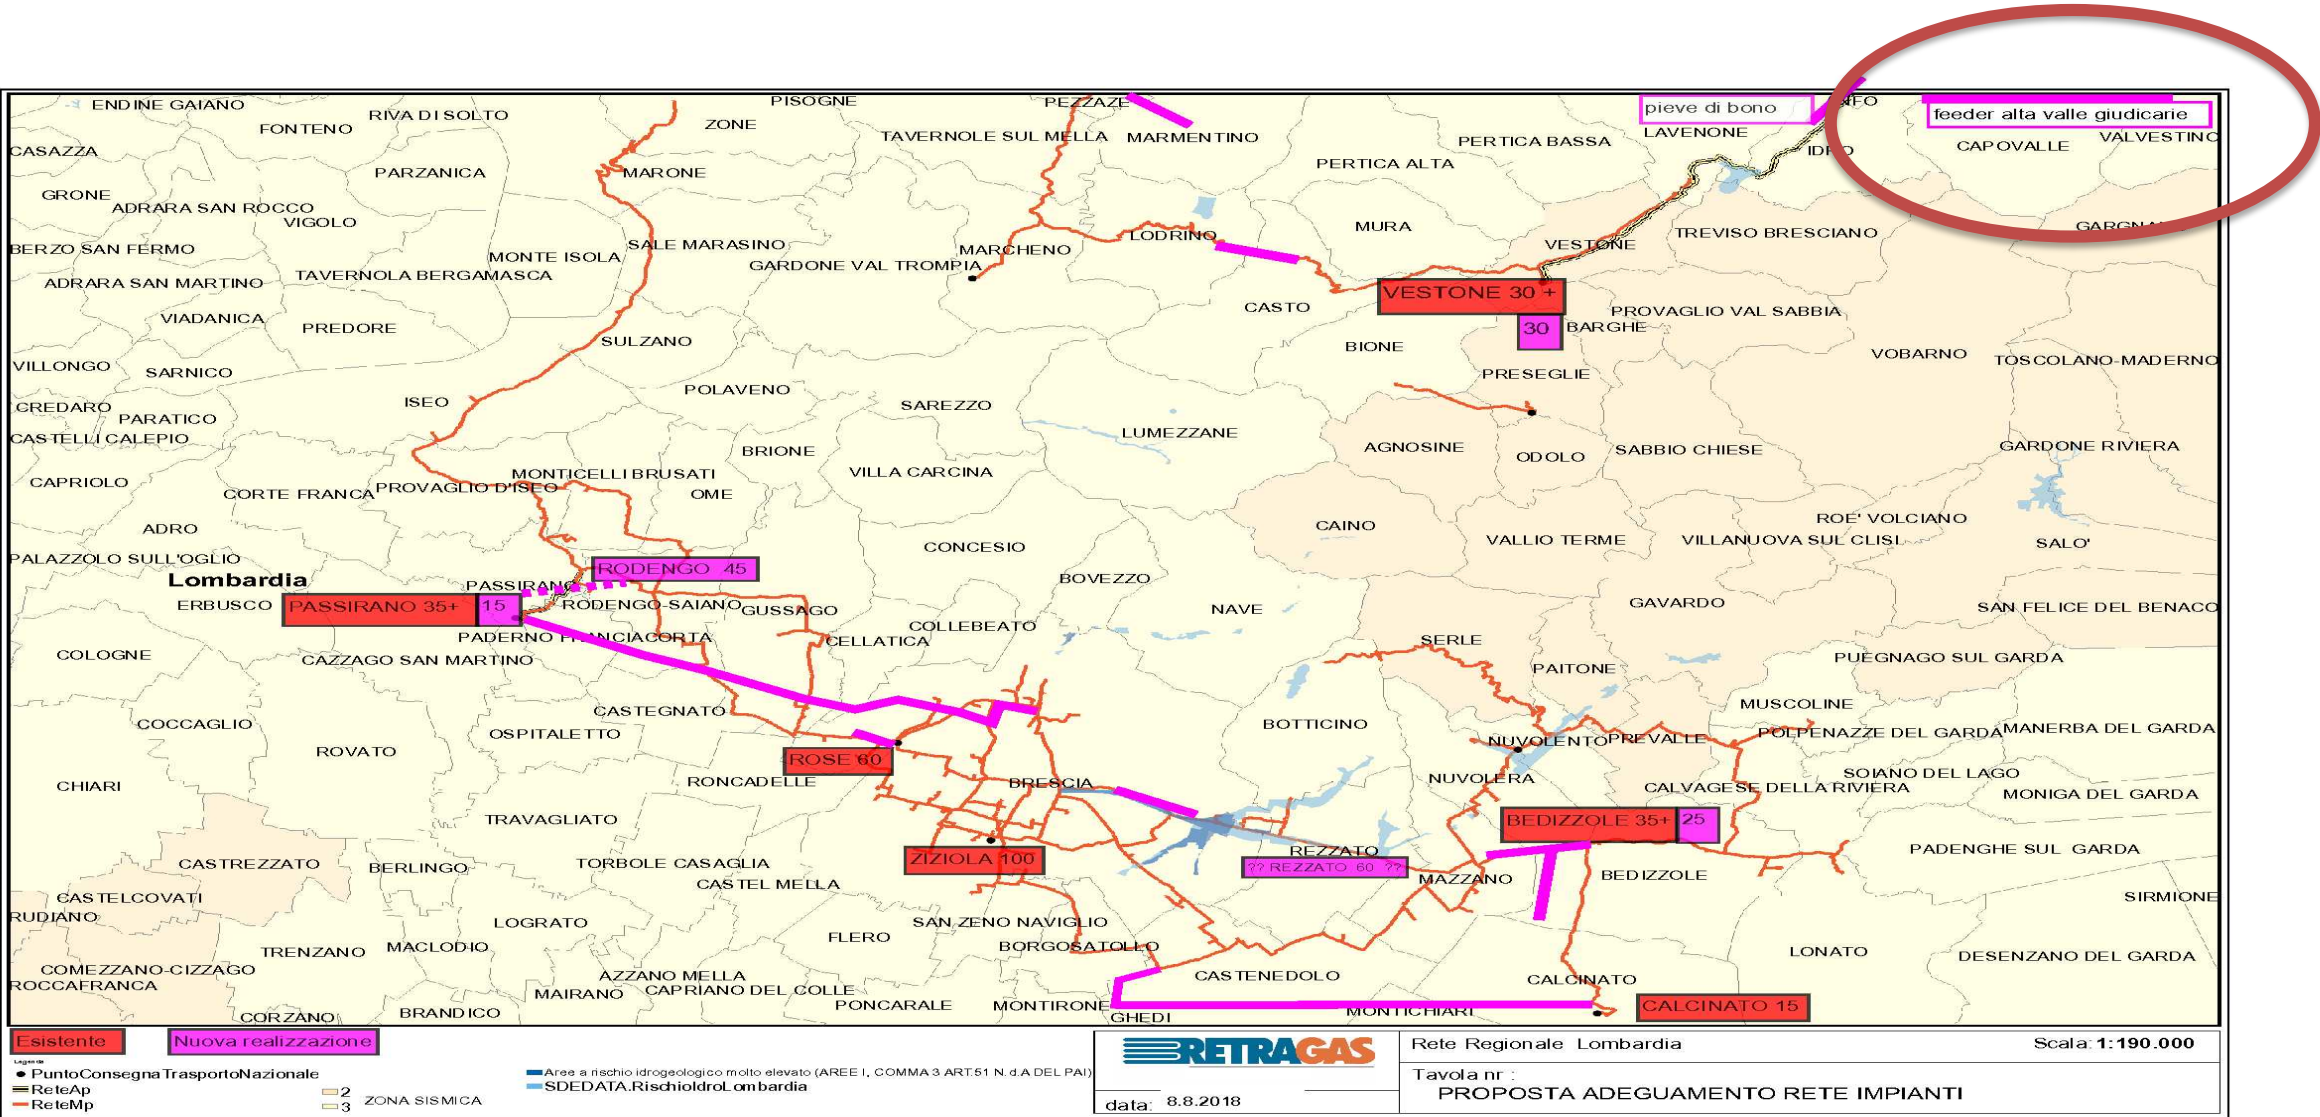 ENDINE GAIANO
RIVA DI SOLTO
PISOGNE
PEZZAZE
pieve di bono
feeder alta valle giudicarie
FONTENO
ZONE
TAVERNOLE SUL MELLA
MARMENTINO
PERTICA BASSA
LAVENONE
VALVESTINO
CASAZZA
PARZANICA
MARONE
PERTICA ALTA
IDRO
CAPOVALLE
GRONE
ADRARA SAN ROCCO
VIGOLO
MURA
BERZO SAN FERMO
MONTE ISOLA
SALE MARASINO
MARCHENO
LODRINO
VESTONE
TREVISO BRESCIANO
ADRARA SAN MARTINO
TAVERNOLA BERGAMASCA
GARDONE VAL TROMPIA
VESTONE 30 +
30
BARGHE
PROVAGLIO VAL SABBIA
VIADANICA
PREDORE
SULZANO
CASTO
BIONE
VOBARNO
TOSCOLANO-MADERNO
VILLONGO
SARNICO
PRESEGLIE
CREDARO
PARATICO
ISEO
POLAVENO
SAREZZO
CASTELLI CALEPIO
LUMEZZANE
AGNOSINE
ODOLO
SABBIO CHIESE
GARDONE RIVIERA
CAPRIOLO
CORTE FRANCA
PROVAGLIO D'ISEO
MONTICELLI BRUSATI
OME
BRIONE
VILLA CARCINA
ADRO
CAINO
VALLIO TERME
VILLANUOVA SUL CLISI
ROE' VOLCIANO
SALO'
PALAZZOLO SULL'OGLIO
CONCESIO
Lombardia
PASSIRANO
RODENGO 45
BOVEZZO
ERBUSCO
PASSIRANO 35+
15
RODENGO-SAIANO
GUSSAGO
NAVE
GAVARDO
SAN FELICE DEL BENACO
COLOGNE
CAZZAGO SAN MARTINO
PADERNO FRANCIACORTA
CELLATICA
COLLEBEATO
SERLE
PAITONE
PUEGNAGO SUL GARDA
COCCAGLIO
ROVATO
OSPITALETTO
CASTEGNATO
BOTTICINO
MUSCOLINE
NUVOLENTO
PREVALLE
POLPENAZZE DEL GARDA
MANERBA DEL GARDA
CHIARI
RONCADELLE
ROSE 60
BRESCIA
NUVOLERA
CALVAGESE DELLA RIVIERA
SOIANO DEL LAGO
MONIGA DEL GARDA
TRAVAGLIATO
BEDIZZOLE 35+
25
CASTREZZATO
BERLINGO
TORBOLE CASAGLIA
ZIZIOLA 100
REZZATO
?? REZZATO 60 ??
MAZZANO
BEDIZZOLE
PADENGHE SUL GARDA
CASTELCOVATI
CASTEL MELLA
SIRMIONE
RUDIANO
LOGRATO
SAN ZENO NAVIGLIO
TRENZANO
MACLODIO
FLERO
BORGOSATOLLO
LONATO
DESENZANO DEL GARDA
COMEZZANO-CIZZAGO
AZZANO MELLA
CASTENEDOLO
CALCINATO
ROCCAFRANCA
MAIRANO
CAPRIANO DEL COLLE
PONCARALE
MONTIRONE
CALCINATO 15
CORZANO
BRANDICO
GHEDI
MONTICHIARI
Esistente
Nuova realizzazione
Legenda
PuntoConsegnaTrasportoNazionale
ReteAp
ReteMp
2
3
ZONA SISMICA
Aree a rischio idrogeologico molto elevato (AREE I, COMMA 3 ART.51 N.d.A DEL PAI)
SDEDATA.RischioIdroLombardia
RETRAGAS
data: 8.8.2018
Rete Regionale Lombardia
Scala: 1:190.000
Tavola nr :
PROPOSTA ADEGUAMENTO RETE IMPIANTI